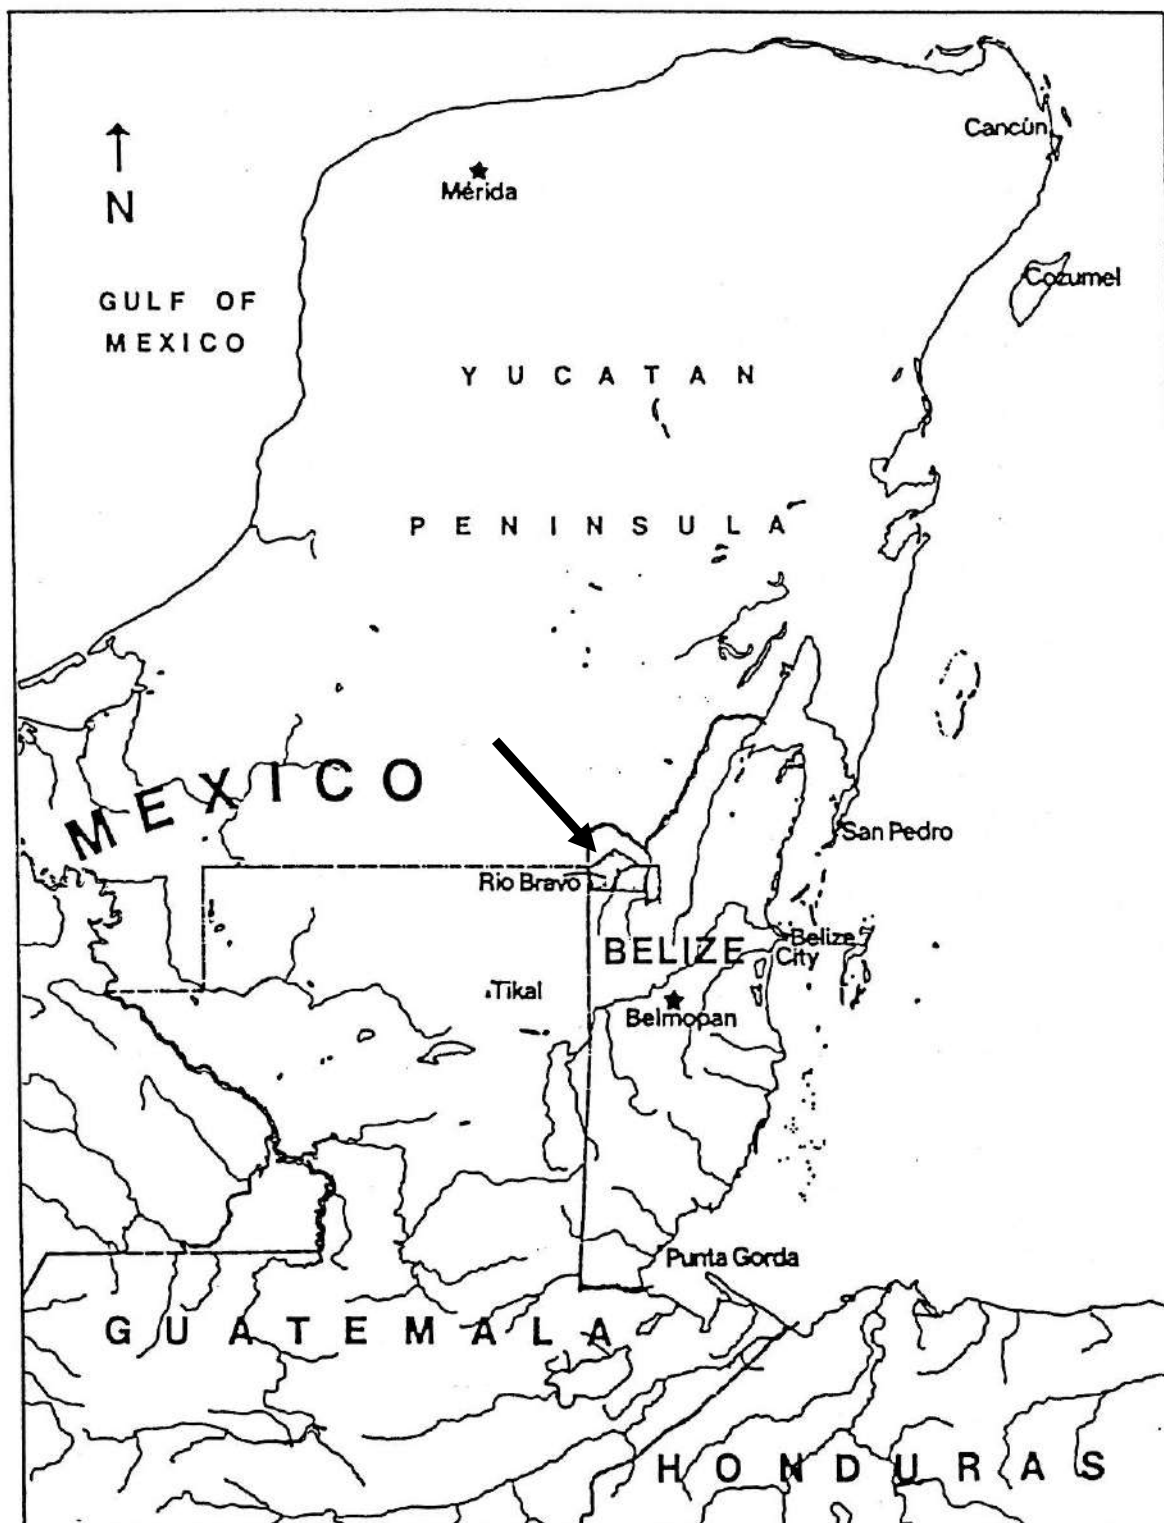 Cancún
Mérida
N
GULF OF
MEXICO
Cozumel
YUCATAN
PENINSULA
MEXICO
San Pedro
Rio Bravo
BELIZE
Belize
City
Tikal
Belmopan
Punta Gorda
GUATEMALA
HONDURAS